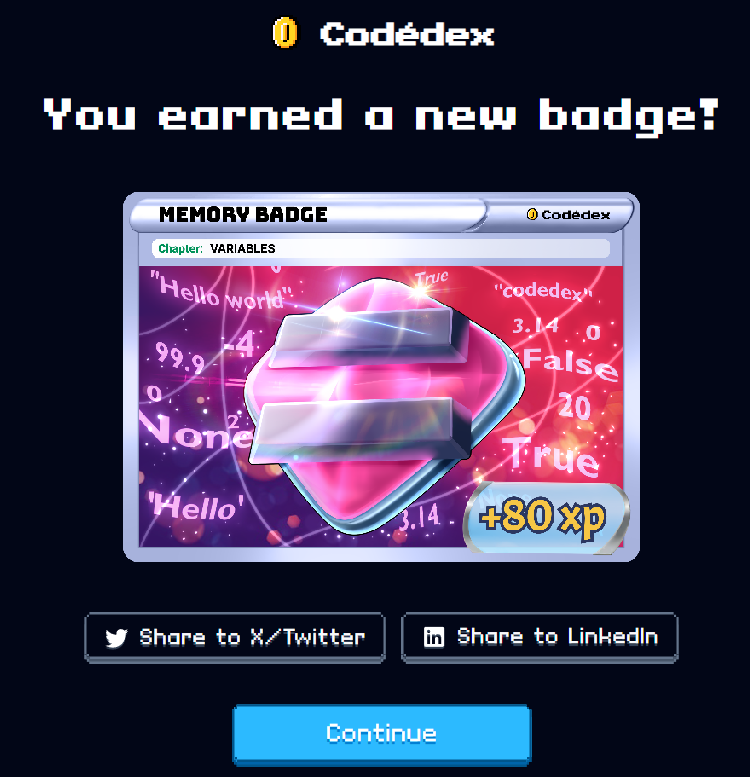 Codédex
You earned a new badge!
MEMORY BADGE
Codédex
Chapter: VARIABLES
"Hello world"
True
"codedex"
3.14
0
99.9
-4
False
0
20
None
2
True
'Hello'
3.14
+80 xp
Share to X/Twitter
Share to LinkedIn
Continue